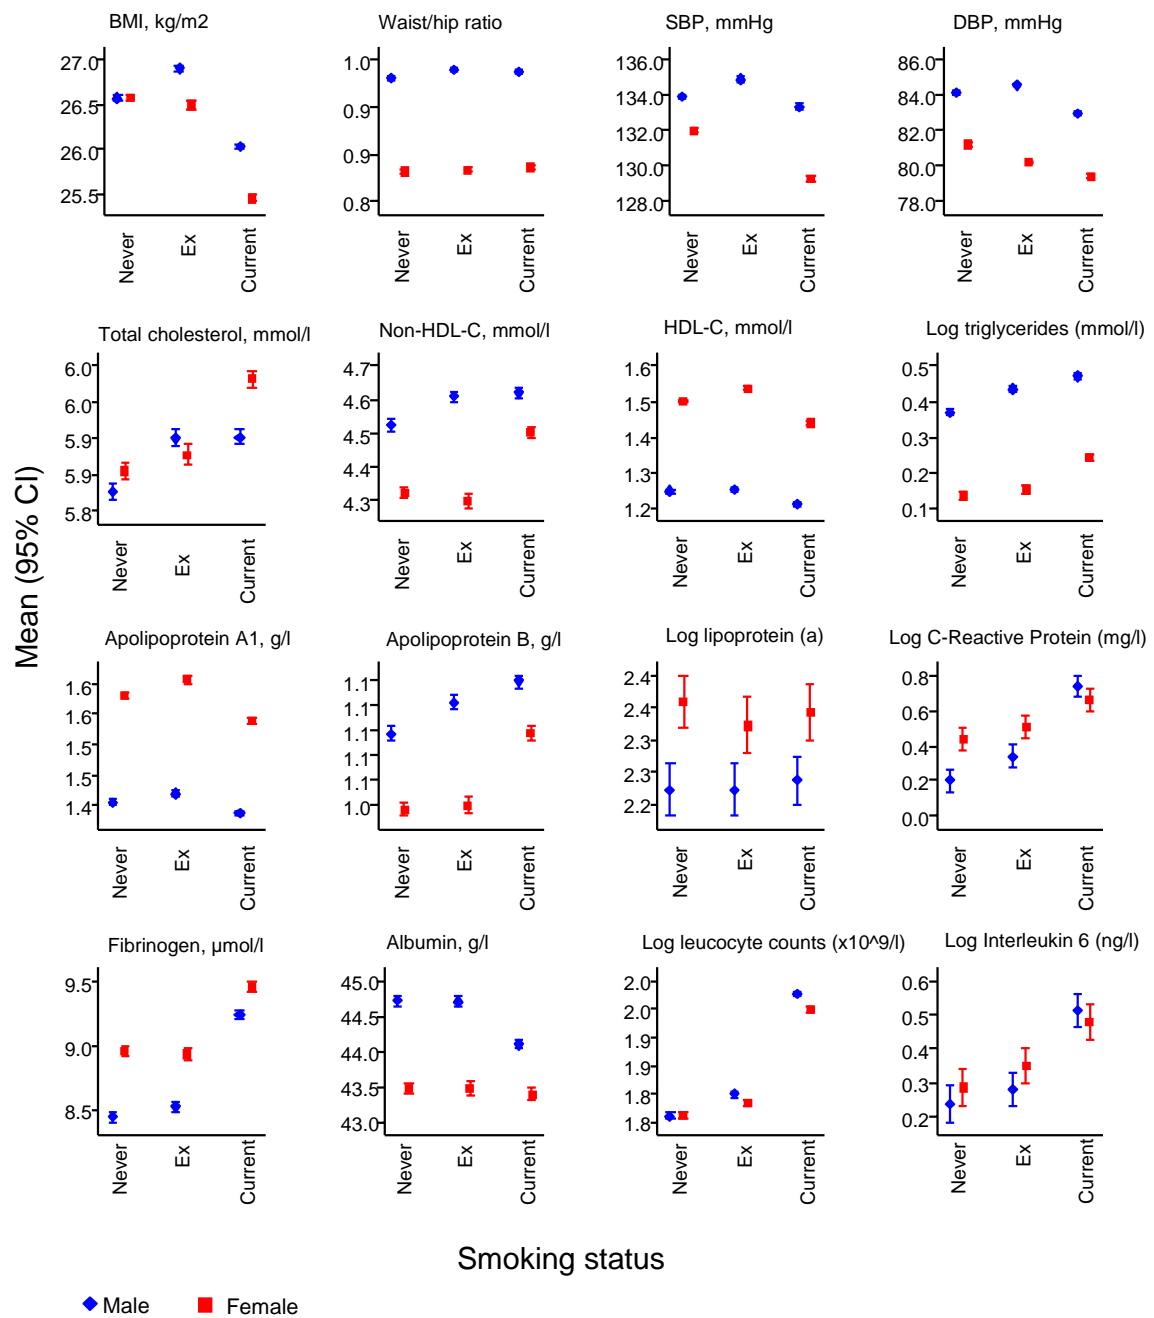 BMI, kg/m2
Waist/hip ratio
SBP, mmHg
DBP, mmHg
27.0
26.5
26.0
25.5
1.0
0.9
0.9
0.8
136.0
134.0
132.0
130.0
128.0
86.0
84.0
82.0
80.0
78.0
Never
Ex
Current
Never
Ex
Current
Never
Ex
Current
Never
Ex
Current
Total cholesterol, mmol/l
Non-HDL-C, mmol/l
HDL-C, mmol/l
Log triglycerides (mmol/l)
6.0
6.0
5.9
5.9
5.8
4.7
4.6
4.5
4.3
4.3
1.6
1.5
1.4
1.3
1.2
0.5
0.4
0.3
0.2
0.1
Never
Ex
Current
Never
Ex
Current
Never
Ex
Current
Never
Ex
Current
Mean (95% CI)
Apolipoprotein A1, g/l
Apolipoprotein B, g/l
Log lipoprotein (a)
Log C-Reactive Protein (mg/l)
1.6
1.6
1.5
1.5
1.4
1.1
1.1
1.1
1.1
1.1
1.0
2.4
2.4
2.3
2.3
2.2
0.8
0.6
0.4
0.2
0.0
Never
Ex
Current
Never
Ex
Current
Never
Ex
Current
Never
Ex
Current
Fibrinogen, µmol/l
Albumin, g/l
Log leucocyte counts (x10^9/l)
Log Interleukin 6 (ng/l)
9.5
9.0
8.5
45.0
44.5
44.0
43.5
43.0
2.0
2.0
1.9
1.9
1.8
1.8
0.6
0.5
0.4
0.3
0.2
Never
Ex
Current
Never
Ex
Current
Never
Ex
Current
Never
Ex
Current
Smoking status
Male
Female